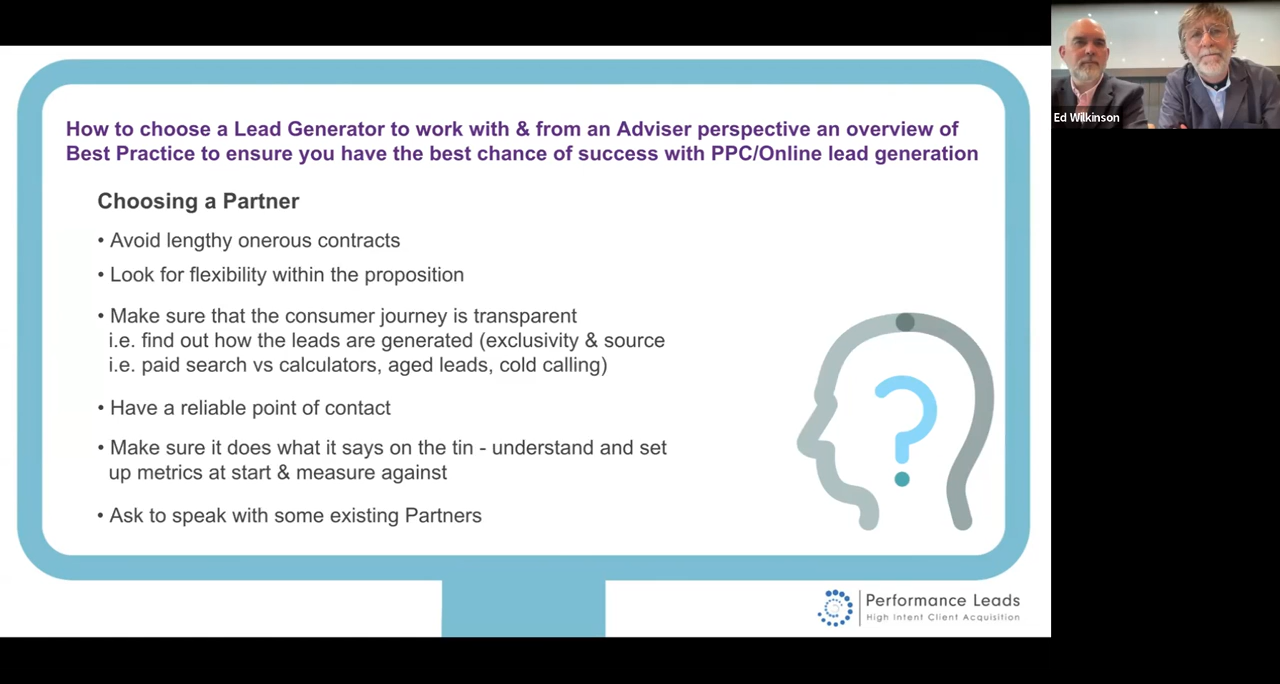 How to choose a Lead Generator to work with & from an Adviser perspective an overview of
Best Practice to ensure you have the best chance of success with PPC/Online lead generation
Choosing a Partner
• Avoid lengthy onerous contracts
• Look for flexibility within the proposition
• Make sure that the consumer journey is transparent
i.e. find out how the leads are generated (exclusivity & source
i.e. paid search vs calculators, aged leads, cold calling)
• Have a reliable point of contact
• Make sure it does what it says on the tin - understand and set
up metrics at start & measure against
• Ask to speak with some existing Partners
?
Performance Leads
High Intent Client Acquisition
Ed Wilkinson